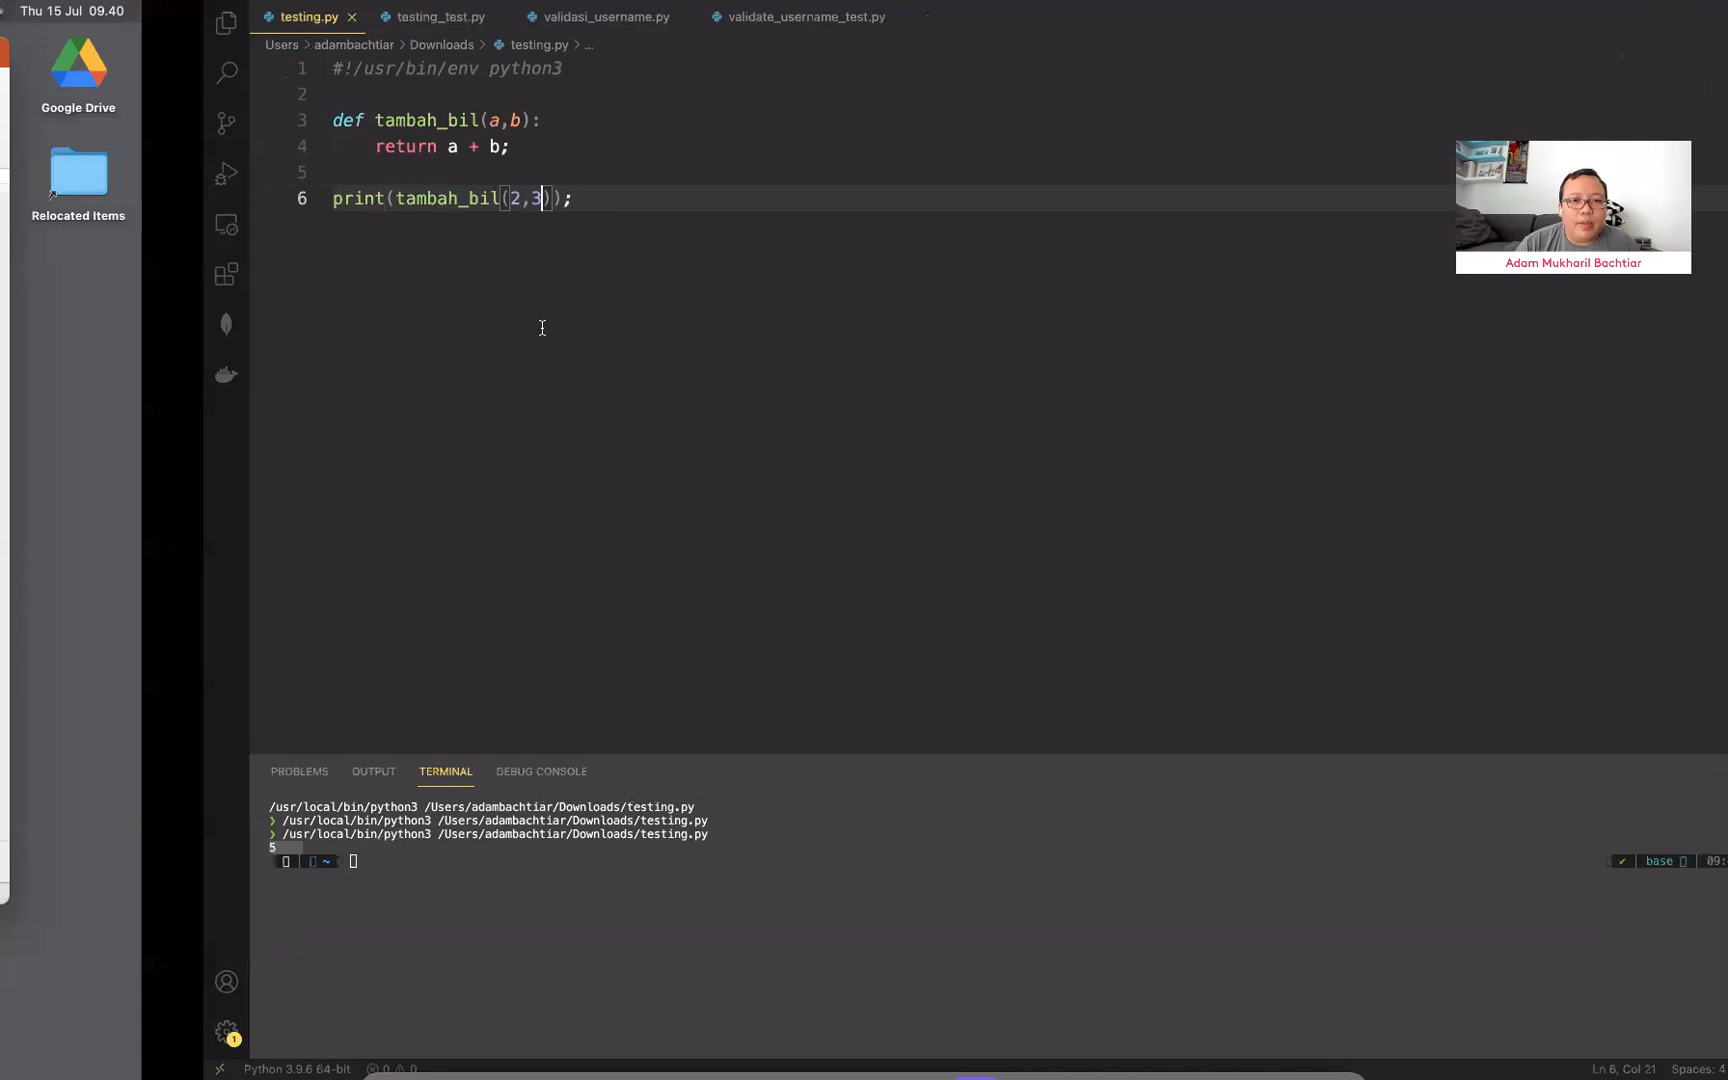 Thu 15 Jul 09.40
Google Drive
Relocated Items
testing.py
testing_test.py
validasi_username.py
validate_username_test.py
Users > adambachtiar > Downloads > testing.py > ...
1 #!/usr/bin/env python3
2
3 def tambah_bil(a,b):
4 return a + b;
5
6 print(tambah_bil(2,3));
Adam Mukharil Bachtiar
PROBLEMS OUTPUT TERMINAL DEBUG CONSOLE
/usr/local/bin/python3 /Users/adambachtiar/Downloads/testing.py
❯ /usr/local/bin/python3 /Users/adambachtiar/Downloads/testing.py
❯ /usr/local/bin/python3 /Users/adambachtiar/Downloads/testing.py
5
~
✔ base 09:
1
Python 3.9.6 64-bit
0 0
Ln 6, Col 21
Spaces: 4